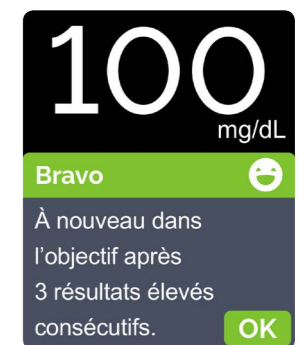 100
mg/dL
Bravo
À nouveau dans
l'objectif après
3 résultats élevés
consécutifs.
OK